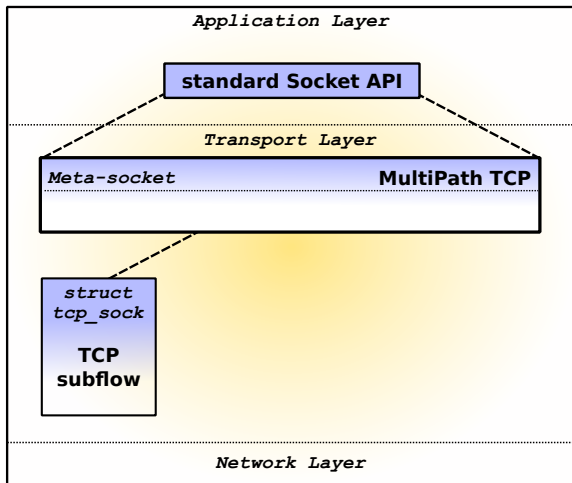 Application Layer
standard Socket API
Transport Layer
Meta-socket MultiPath TCP
struct
tcp_sock
TCP
subflow
Network Layer